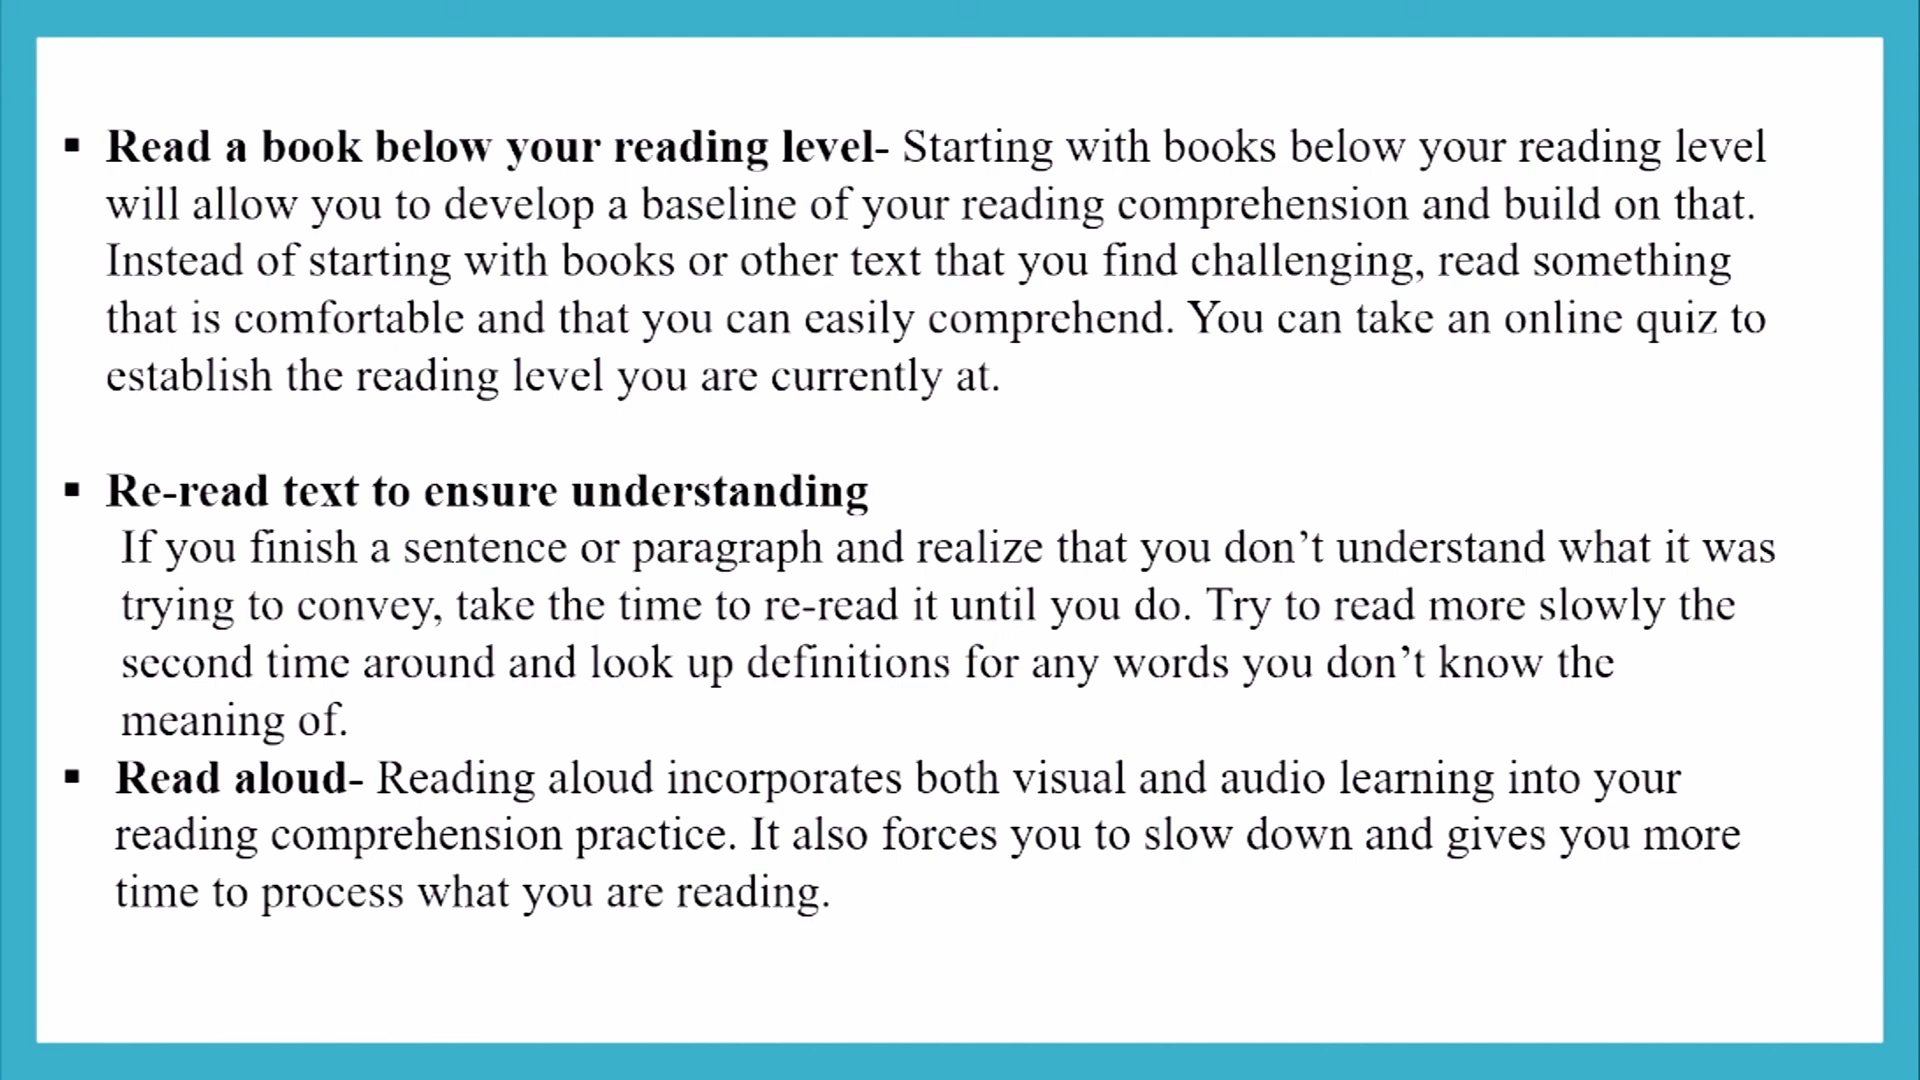 ▪ Read a book below your reading level- Starting with books below your reading level
will allow you to develop a baseline of your reading comprehension and build on that.
Instead of starting with books or other text that you find challenging, read something
that is comfortable and that you can easily comprehend. You can take an online quiz to
establish the reading level you are currently at.
▪ Re-read text to ensure understanding
If you finish a sentence or paragraph and realize that you don’t understand what it was
trying to convey, take the time to re-read it until you do. Try to read more slowly the
second time around and look up definitions for any words you don’t know the
meaning of.
▪ Read aloud- Reading aloud incorporates both visual and audio learning into your
reading comprehension practice. It also forces you to slow down and gives you more
time to process what you are reading.